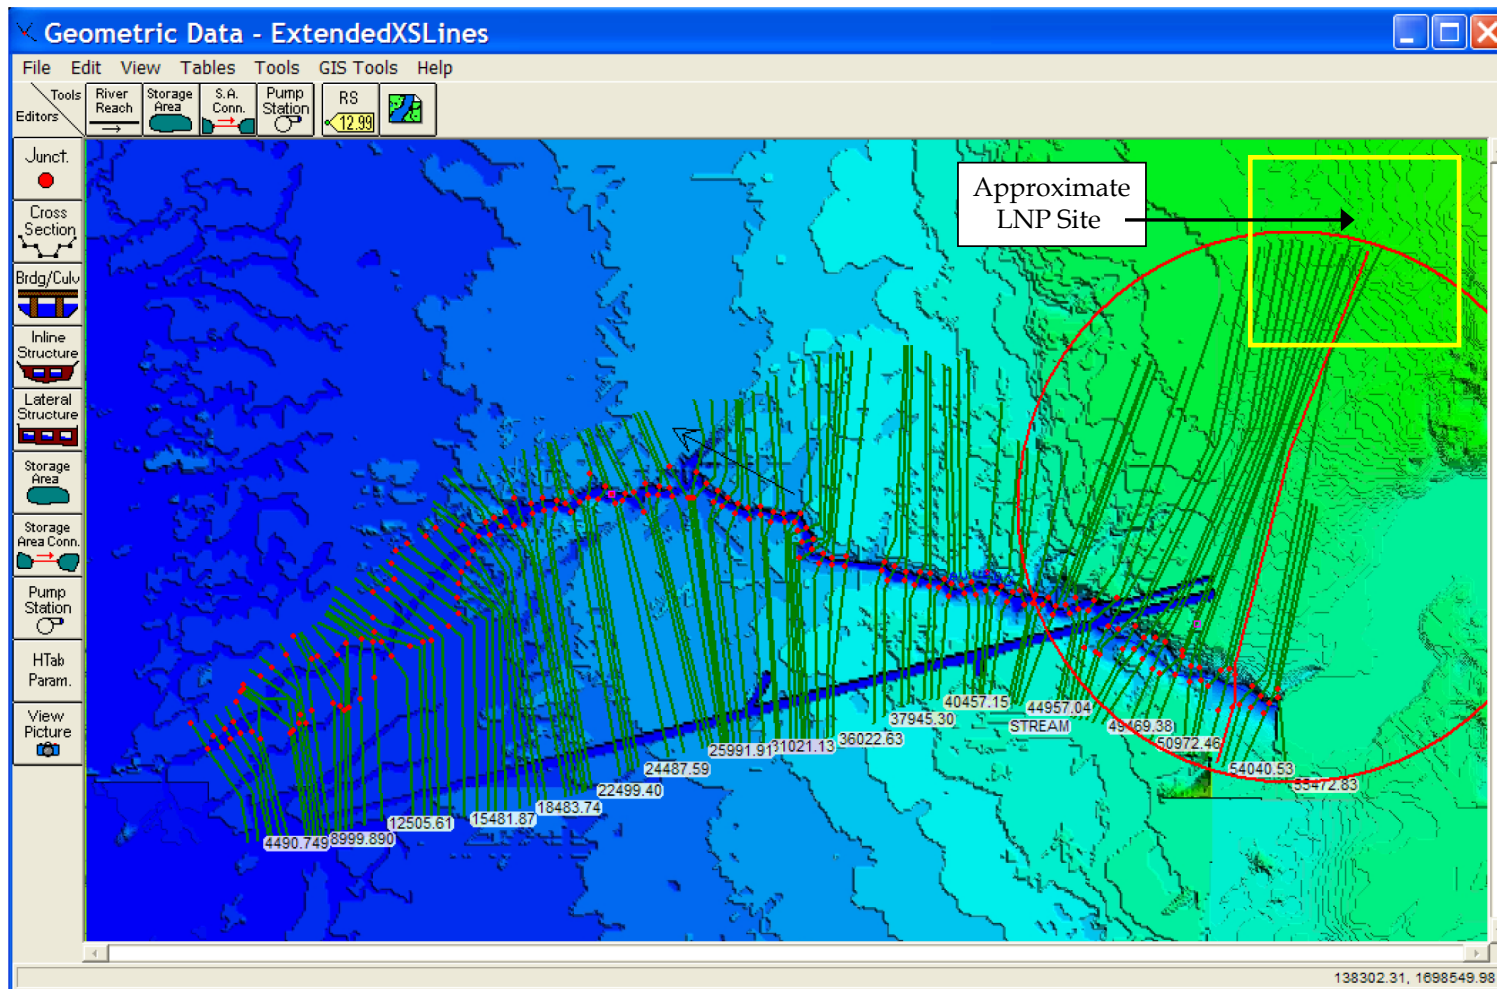 Geometric Data - ExtendedXSLines
File Edit View Tables Tools GIS Tools Help
Tools
Editors
River
Reach
Storage
Area
S.A.
Conn.
Pump
Station
RS
12.99
Junct.
Cross
Section
Brdg/Culv
Inline
Structure
Lateral
Structure
Storage
Area
Storage
Area Conn.
Pump
Station
HTab
Param.
View
Picture
Approximate
LNP Site
4490.749
8999.890
12505.61
15481.87
18483.74
22499.40
24487.59
25991.91
31021.13
36022.63
37945.30
40457.15
STREAM
44957.04
49469.38
50972.46
54040.53
55472.83
138302.31, 1698549.98